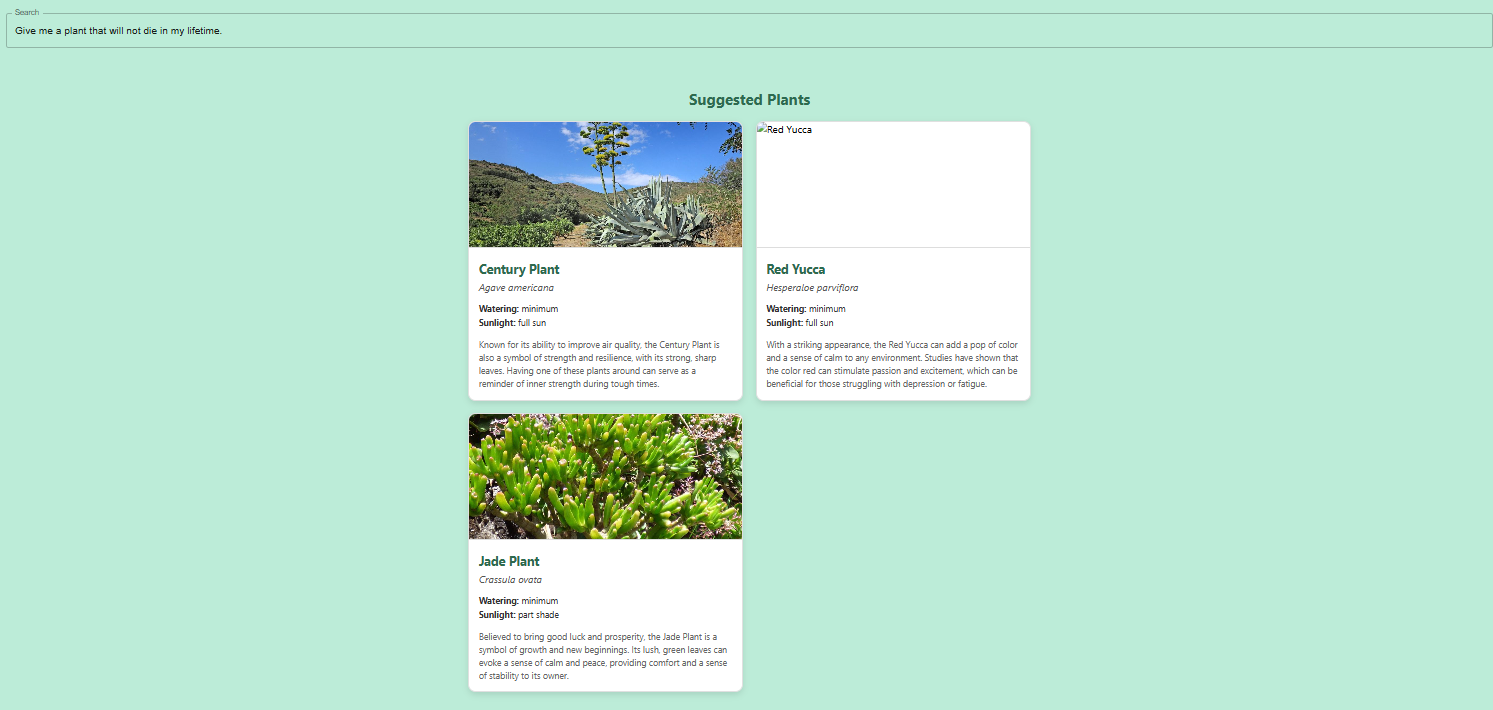 Search
Give me a plant that will not die in my lifetime.
Suggested Plants
Century Plant
Agave americana
Watering: minimum
Sunlight: full sun
Known for its ability to improve air quality, the Century Plant is
also a symbol of strength and resilience, with its strong, sharp
leaves. Having one of these plants around can serve as a
reminder of inner strength during tough times.
Red Yucca
Red Yucca
Hesperaloe parviflora
Watering: minimum
Sunlight: full sun
With a striking appearance, the Red Yucca can add a pop of color
and a sense of calm to any environment. Studies have shown that
the color red can stimulate passion and excitement, which can be
beneficial for those struggling with depression or fatigue.
Jade Plant
Crassula ovata
Watering: minimum
Sunlight: part shade
Believed to bring good luck and prosperity, the Jade Plant is a
symbol of growth and new beginnings. Its lush, green leaves can
evoke a sense of calm and peace, providing comfort and a sense
of stability to its owner.